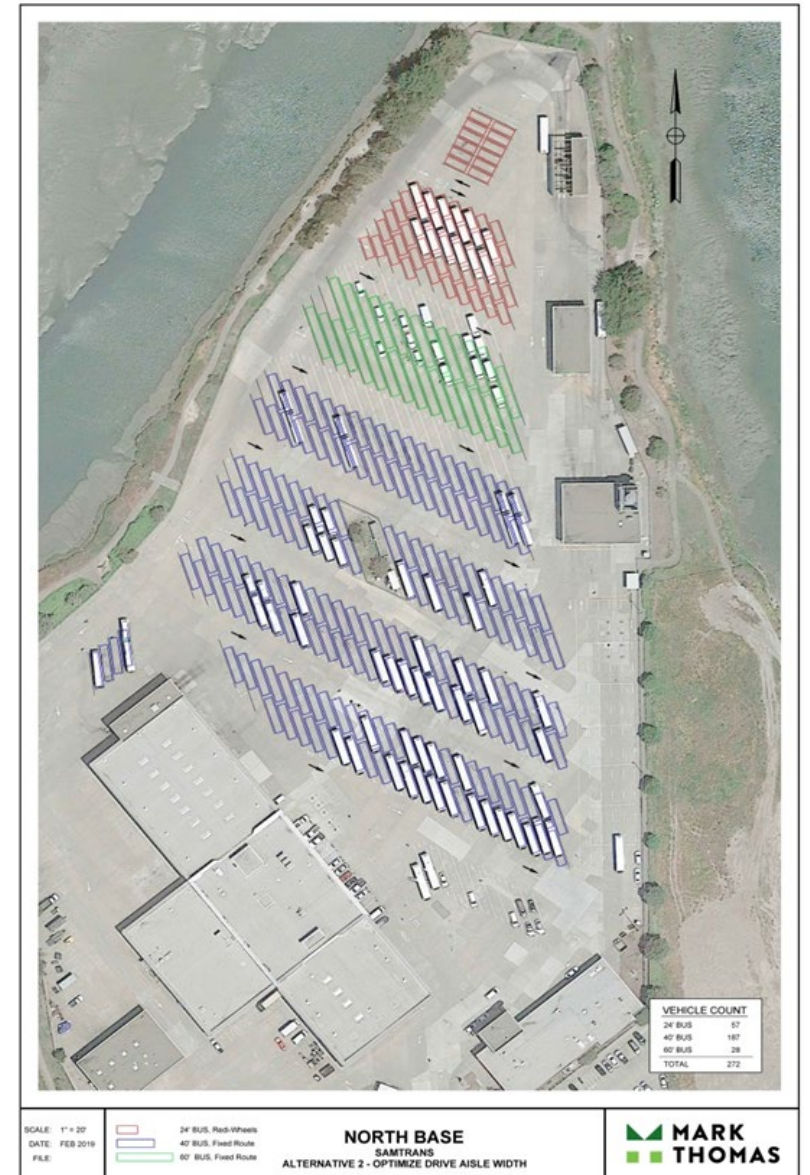 VEHICLE COUNT
24' BUS 57
40' BUS 187
60' BUS 28
TOTAL 272
SCALE: 1" = 20'
DATE: FEB 2019
FILE:
24' BUS, Redi-Wheels
40' BUS, Fixed Route
60' BUS, Fixed Route
NORTH BASE
SAMTRANS
ALTERNATIVE 2 - OPTIMIZE DRIVE AISLE WIDTH
MARK
THOMAS